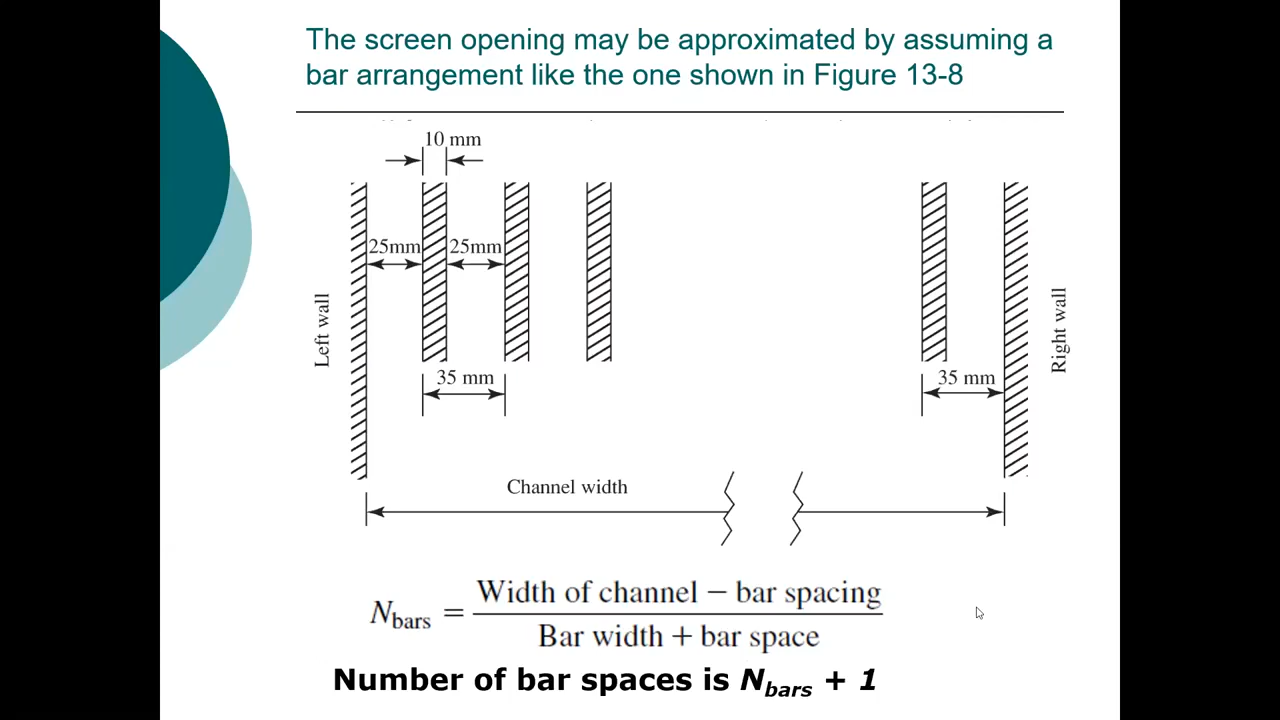 The screen opening may be approximated by assuming a
bar arrangement like the one shown in Figure 13-8
10 mm
25mm 25mm
Left wall
Right wall
35 mm 35 mm
Channel width
N_bars = (Width of channel − bar spacing) / (Bar width + bar space)
Number of bar spaces is N_bars + 1